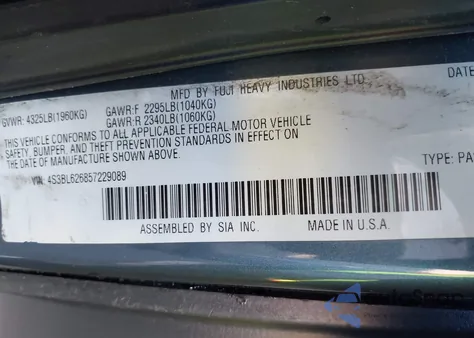 MFD BY FUJI HEAVY INDUSTRIES LTD.
GVWR: 4325LB(1960KG) GAWR:F 2295LB(1040KG)
GAWR:R 2340LB(1060KG)
THIS VEHICLE CONFORMS TO ALL APPLICABLE FEDERAL MOTOR VEHICLE
SAFETY, BUMPER, AND THEFT PREVENTION STANDARDS IN EFFECT ON
THE DATE OF MANUFACTURE SHOWN ABOVE.
VIN: 4S3BL626857229089 TYPE: PA
ASSEMBLED BY SIA INC. MADE IN U.S.A.